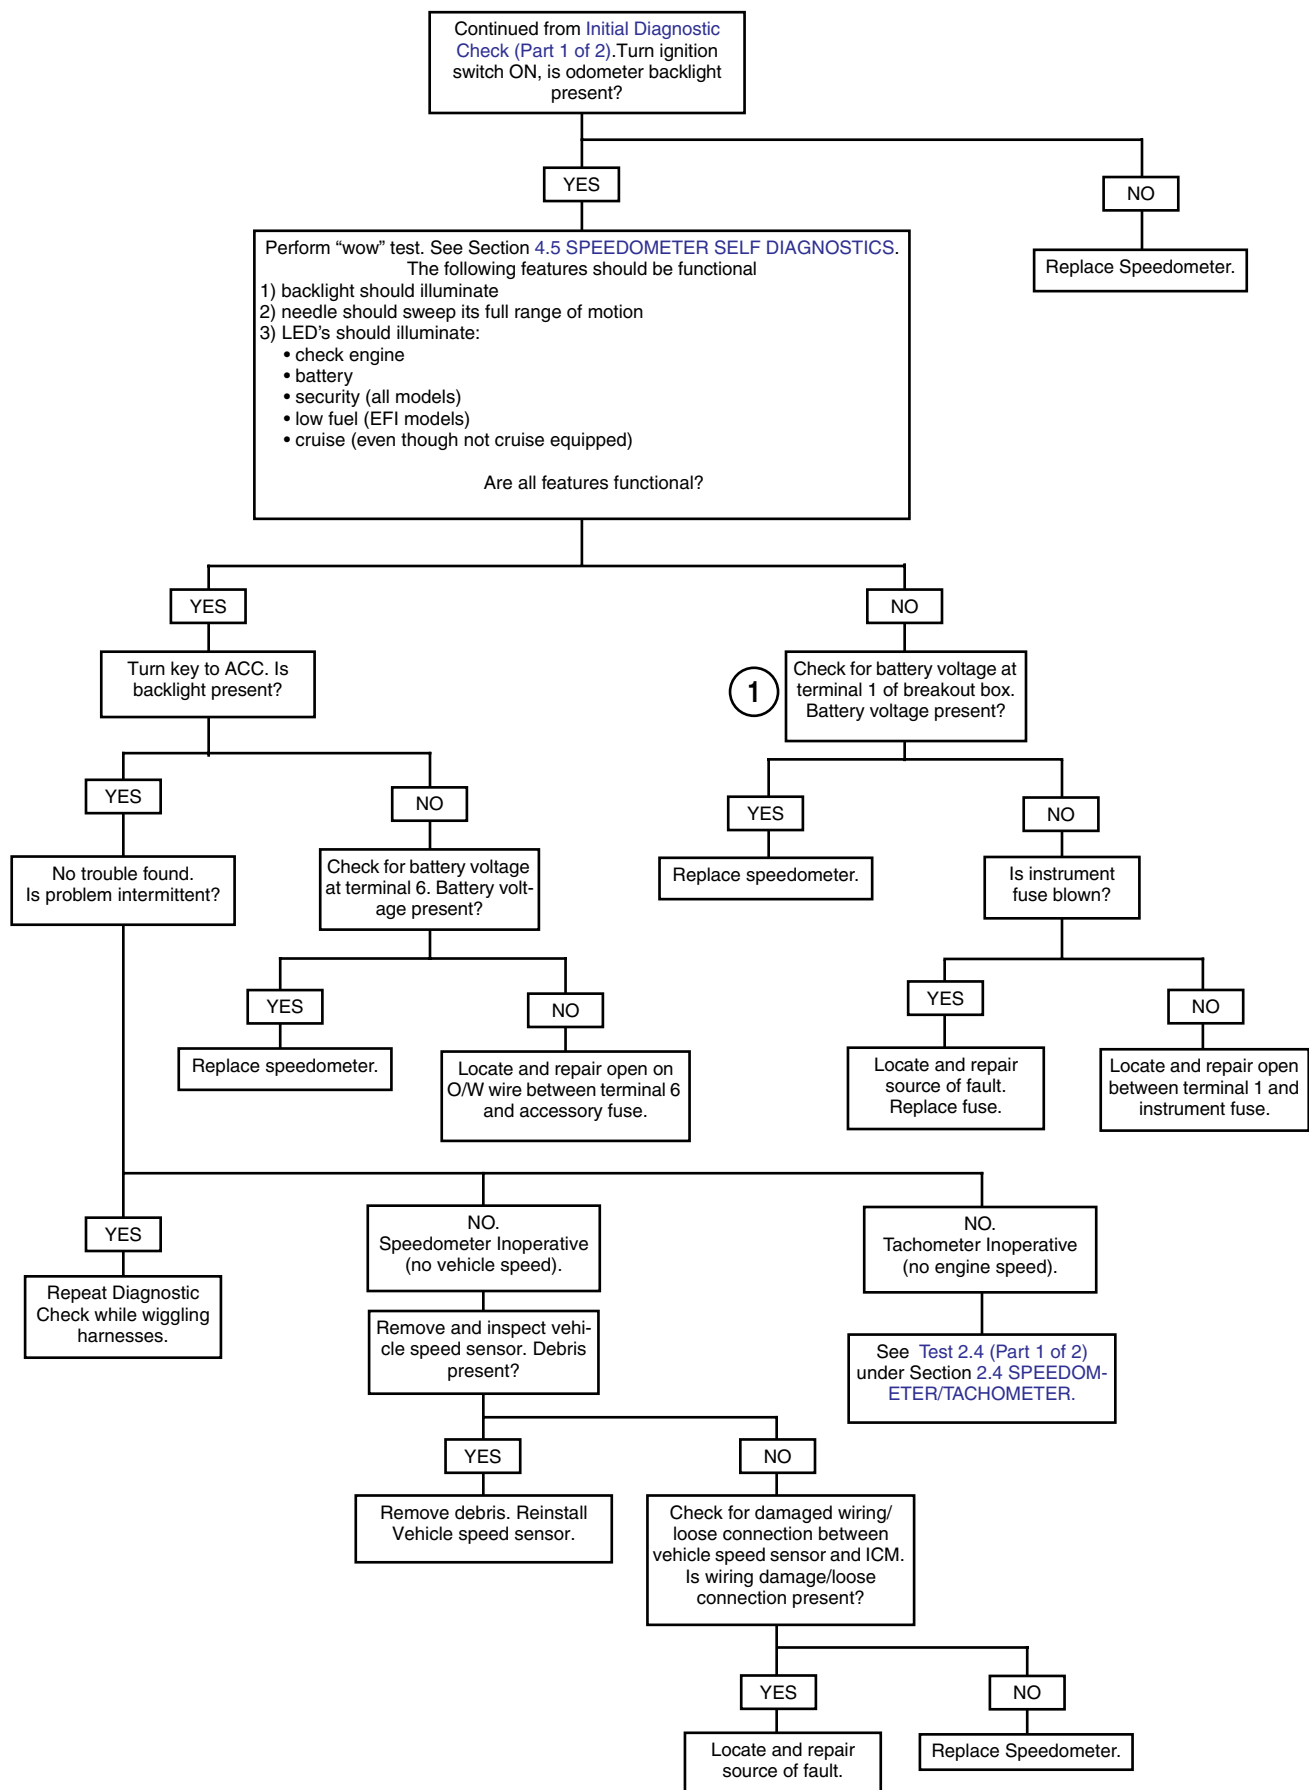 Continued from Initial Diagnostic
Check (Part 1 of 2).Turn ignition
switch ON, is odometer backlight
present?
YES
NO
Perform “wow” test. See Section 4.5 SPEEDOMETER SELF DIAGNOSTICS.
The following features should be functional
1) backlight should illuminate
2) needle should sweep its full range of motion
3) LED’s should illuminate:
• check engine
• battery
• security (all models)
• low fuel (EFI models)
• cruise (even though not cruise equipped)
Are all features functional?
Replace Speedometer.
YES
NO
Turn key to ACC. Is
backlight present?
1
Check for battery voltage at
terminal 1 of breakout box.
Battery voltage present?
YES
NO
YES
NO
No trouble found.
Is problem intermittent?
Check for battery voltage
at terminal 6. Battery volt-
age present?
Replace speedometer.
Is instrument
fuse blown?
YES
NO
YES
NO
Replace speedometer.
Locate and repair open on
O/W wire between terminal 6
and accessory fuse.
Locate and repair
source of fault.
Replace fuse.
Locate and repair open
between terminal 1 and
instrument fuse.
YES
NO.
Speedometer Inoperative
(no vehicle speed).
NO.
Tachometer Inoperative
(no engine speed).
Repeat Diagnostic
Check while wiggling
harnesses.
Remove and inspect vehi-
cle speed sensor. Debris
present?
See Test 2.4 (Part 1 of 2)
under Section 2.4 SPEEDOM-
ETER/TACHOMETER.
YES
NO
Remove debris. Reinstall
Vehicle speed sensor.
Check for damaged wiring/
loose connection between
vehicle speed sensor and ICM.
Is wiring damage/loose
connection present?
YES
NO
Locate and repair
source of fault.
Replace Speedometer.